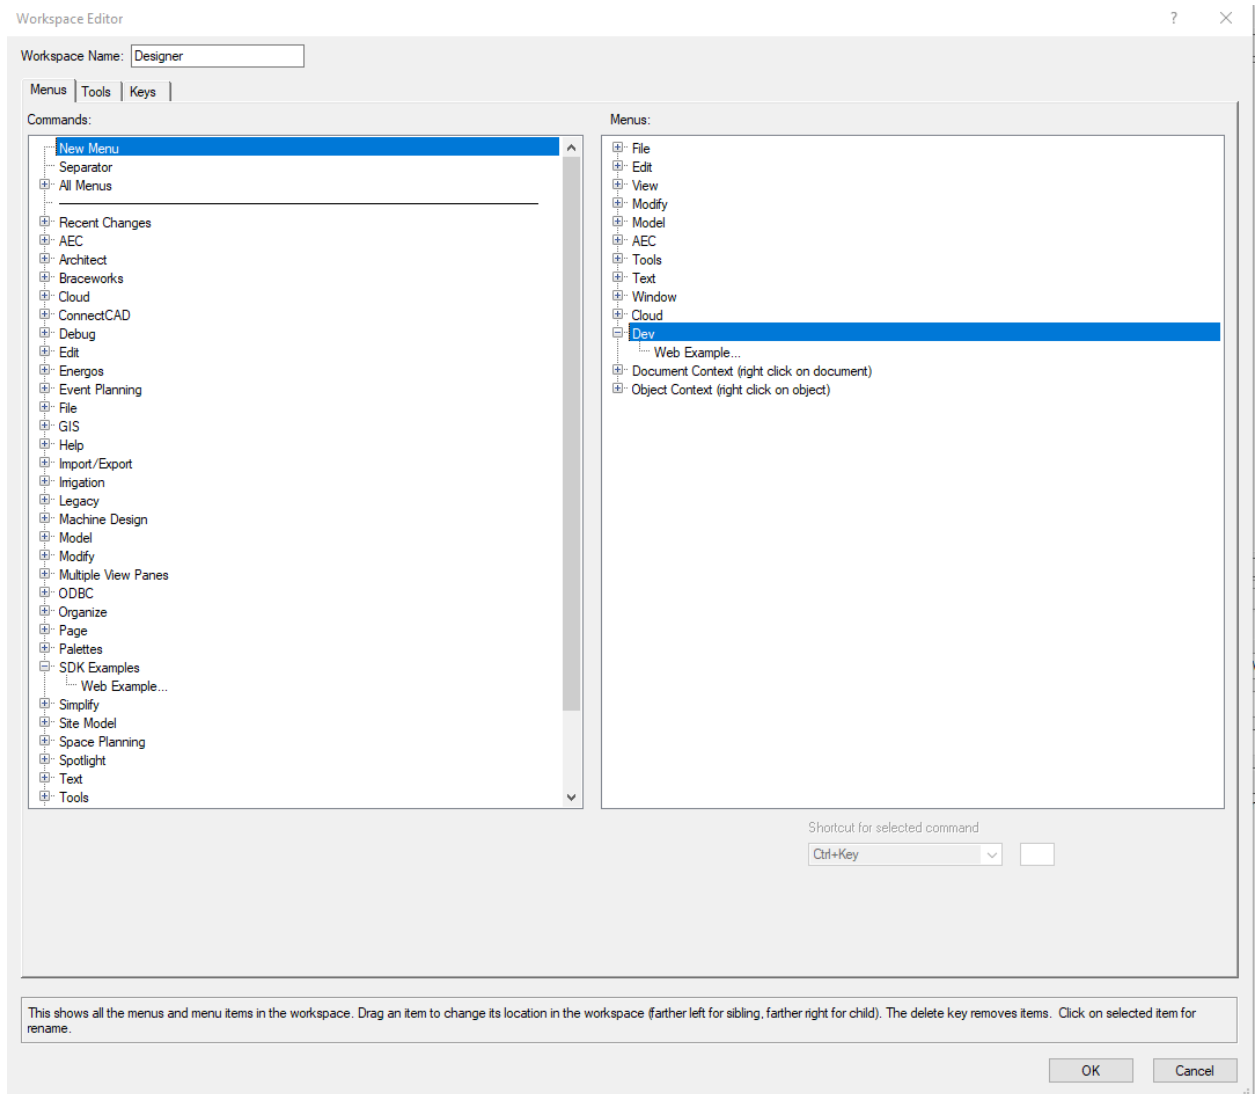 Workspace Editor
?
Workspace Name: Designer
Menus Tools Keys
Commands:
New Menu
Separator
All Menus
Recent Changes
AEC
Architect
Braceworks
Cloud
ConnectCAD
Debug
Edit
Energos
Event Planning
File
GIS
Help
Import/Export
Irrigation
Legacy
Machine Design
Model
Modify
Multiple View Panes
ODBC
Organize
Page
Palettes
SDK Examples
Web Example...
Simplify
Site Model
Space Planning
Spotlight
Text
Tools
Menus:
File
Edit
View
Modify
Model
AEC
Tools
Text
Window
Cloud
Dev
Web Example...
Document Context (right click on document)
Object Context (right click on object)
Shortcut for selected command
Ctrl+Key
This shows all the menus and menu items in the workspace. Drag an item to change its location in the workspace (farther left for sibling, farther right for child). The delete key removes items.  Click on selected item for
rename.
OK Cancel